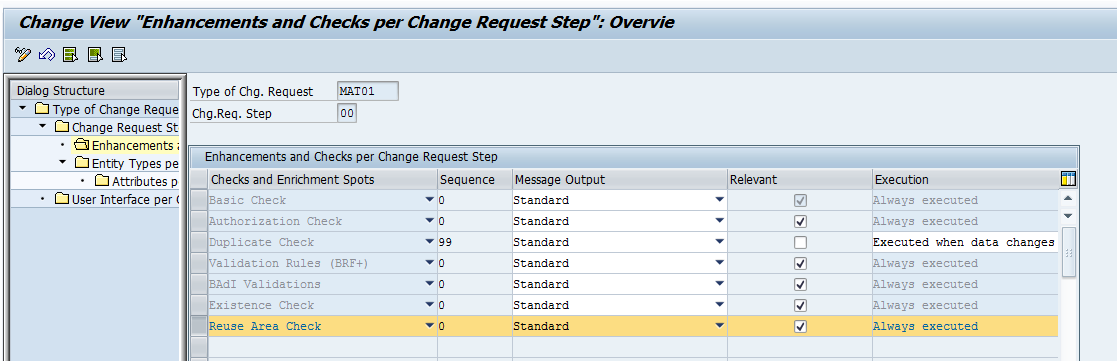 Change View "Enhancements and Checks per Change Request Step": Overvie
Dialog Structure
Type of Change Reque
Change Request St
Enhancements a
Entity Types pe
Attributes p
User Interface per C
Type of Chg. Request MAT01
Chg.Req. Step 00
Enhancements and Checks per Change Request Step
Checks and Enrichment Spots Sequence Message Output Relevant Execution
Basic Check 0 Standard Always executed
Authorization Check 0 Standard Always executed
Duplicate Check 99 Standard Executed when data changes
Validation Rules (BRF+) 0 Standard Always executed
BAdI Validations 0 Standard Always executed
Existence Check 0 Standard Always executed
Reuse Area Check 0 Standard Always executed